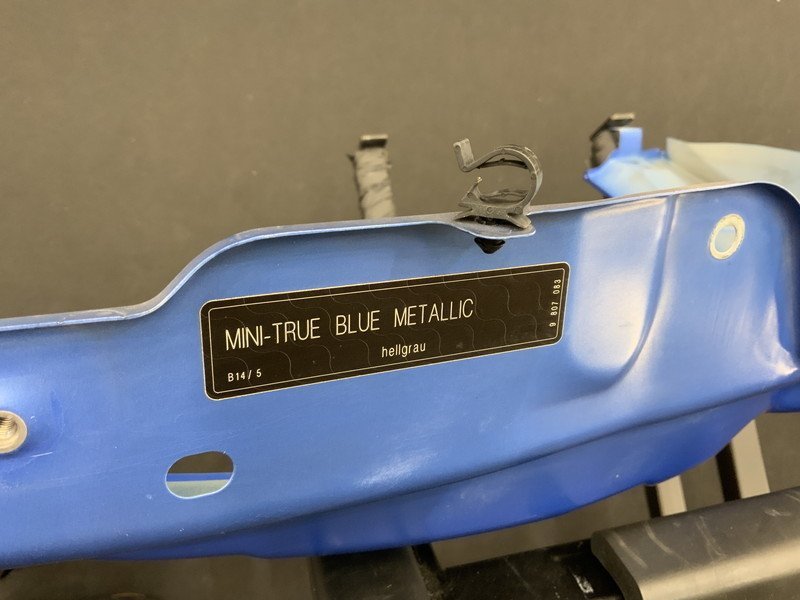 MINI-TRUE BLUE METALLIC
hellgrau
B14/5
9 807 083